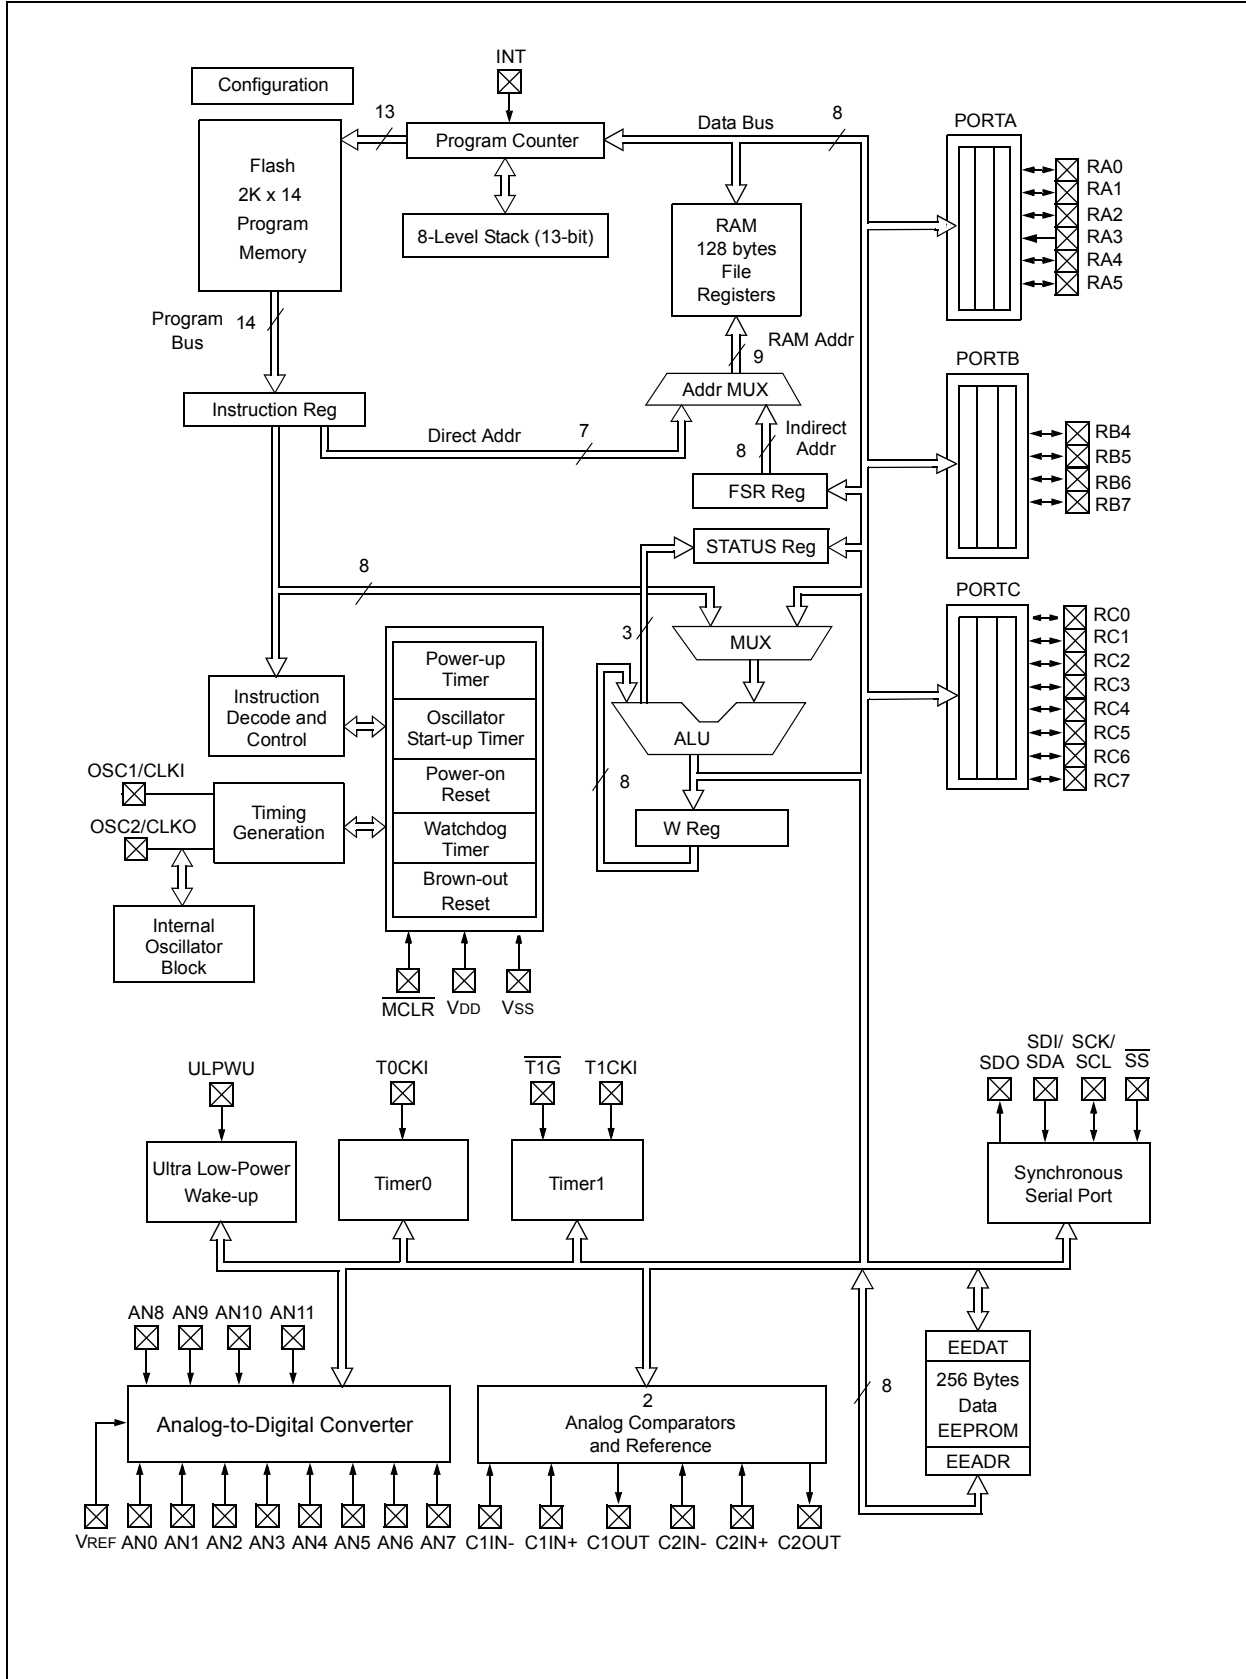 INT
Configuration
13
Program Counter
Data Bus
8
PORTA
Flash
2K x 14
Program
Memory
8-Level Stack (13-bit)
RAM
128 bytes
File
Registers
RA0
RA1
RA2
RA3
RA4
RA5
Program
Bus
14
RAM Addr
9
PORTB
Addr MUX
Instruction Reg
Direct Addr
7
Indirect
Addr
8
FSR Reg
RB4
RB5
RB6
RB7
STATUS Reg
8
PORTC
3
MUX
RC0
RC1
RC2
RC3
RC4
RC5
RC6
RC7
Power-up
Timer
Instruction
Decode and
Control
Oscillator
Start-up Timer
ALU
OSC1/CLKI
Power-on
Reset
8
Timing
Generation
OSC2/CLKO
Watchdog
Timer
W Reg
Brown-out
Reset
Internal
Oscillator
Block
MCLR
VDD
VSS
ULPWU
T0CKI
T1G
T1CKI
SDO
SDI/
SDA
SCK/
SCL
SS
Ultra Low-Power
Wake-up
Timer0
Timer1
Synchronous
Serial Port
AN8
AN9
AN10
AN11
EEDAT
256 Bytes
Data
EEPROM
EEADR
8
Analog-to-Digital Converter
2
Analog Comparators
and Reference
VREF
AN0
AN1
AN2
AN3
AN4
AN5
AN6
AN7
C1IN-
C1IN+
C1OUT
C2IN-
C2IN+
C2OUT